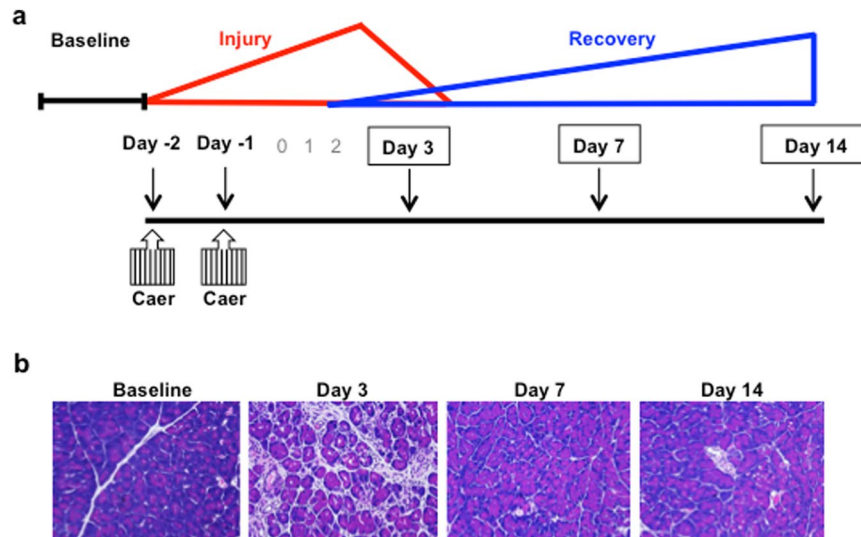 a
Baseline
Injury
Recovery
Day -2 Day -1 0 1 2 Day 3 Day 7 Day 14
Caer Caer
b
Baseline Day 3 Day 7 Day 14